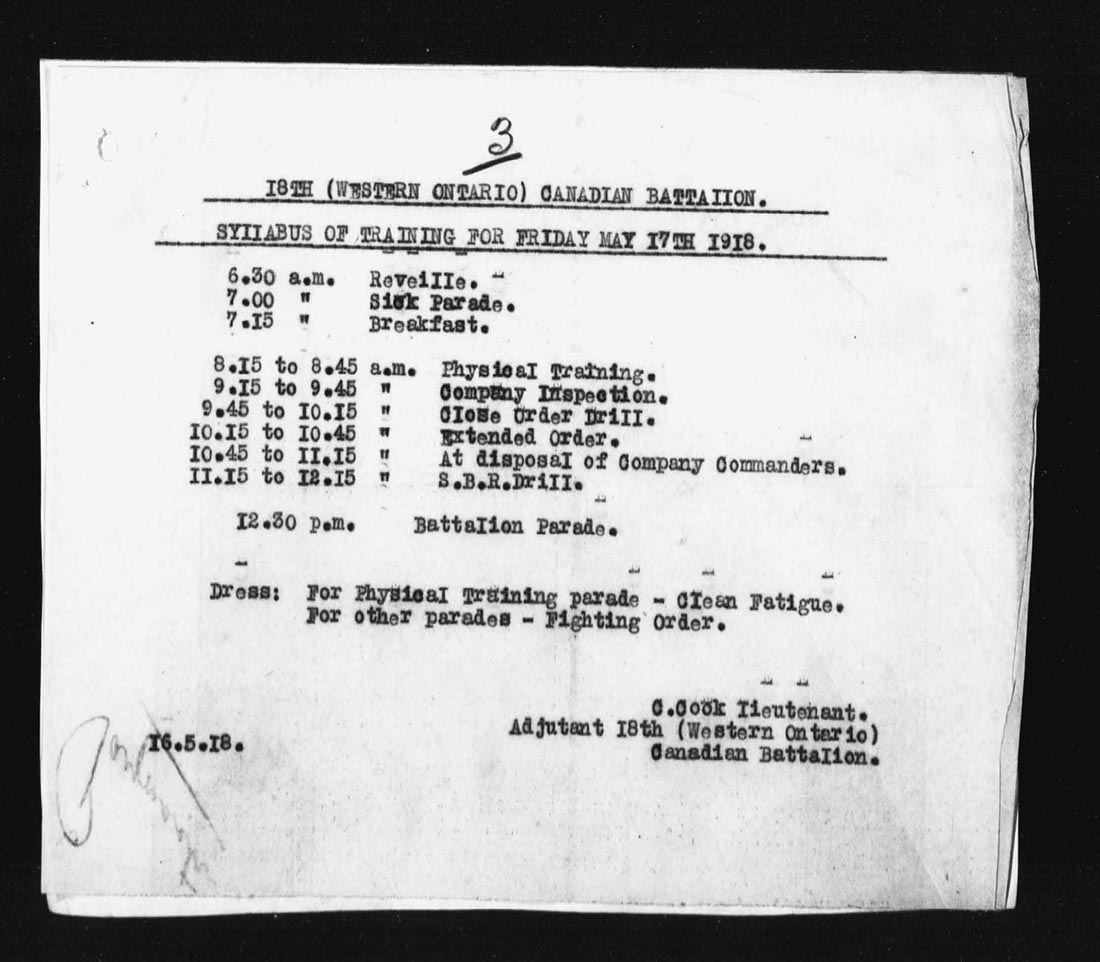 3
18TH (WESTERN ONTARIO) CANADIAN BATTALION.
SYLLABUS OF TRAINING FOR FRIDAY MAY 17TH 1918.
6.30 a.m. Reveille.
7.00 " Sick Parade.
7.15 " Breakfast.
8.15 to 8.45 a.m. Physical Training.
9.15 to 9.45 " Company Inspection.
9.45 to 10.15 " Close Order Drill.
10.15 to 10.45 " Extended Order.
10.45 to 11.15 " At disposal of Company Commanders.
11.15 to 12.15 " S.B.R.Drill.
12.30 p.m. Battalion Parade.
Dress: For Physical Training parade - Clean Fatigue.
For other parades - Fighting Order.
C.Cook Lieutenant.
Adjutant 18th (Western Ontario)
16.5.18.
Canadian Battalion.